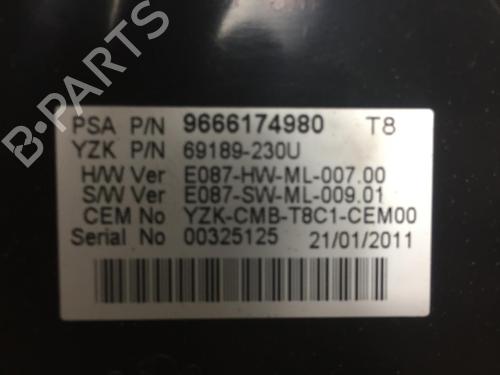 PSA P/N 9666174980 T8
YZK P/N 69189-230U
H/W Ver E087-HW-ML-007.00
S/W Ver E087-SW-ML-009.01
CEM No YZK-CMB-T8C1-CEM00
Serial No 00325125 21/01/2011
B-PARTS